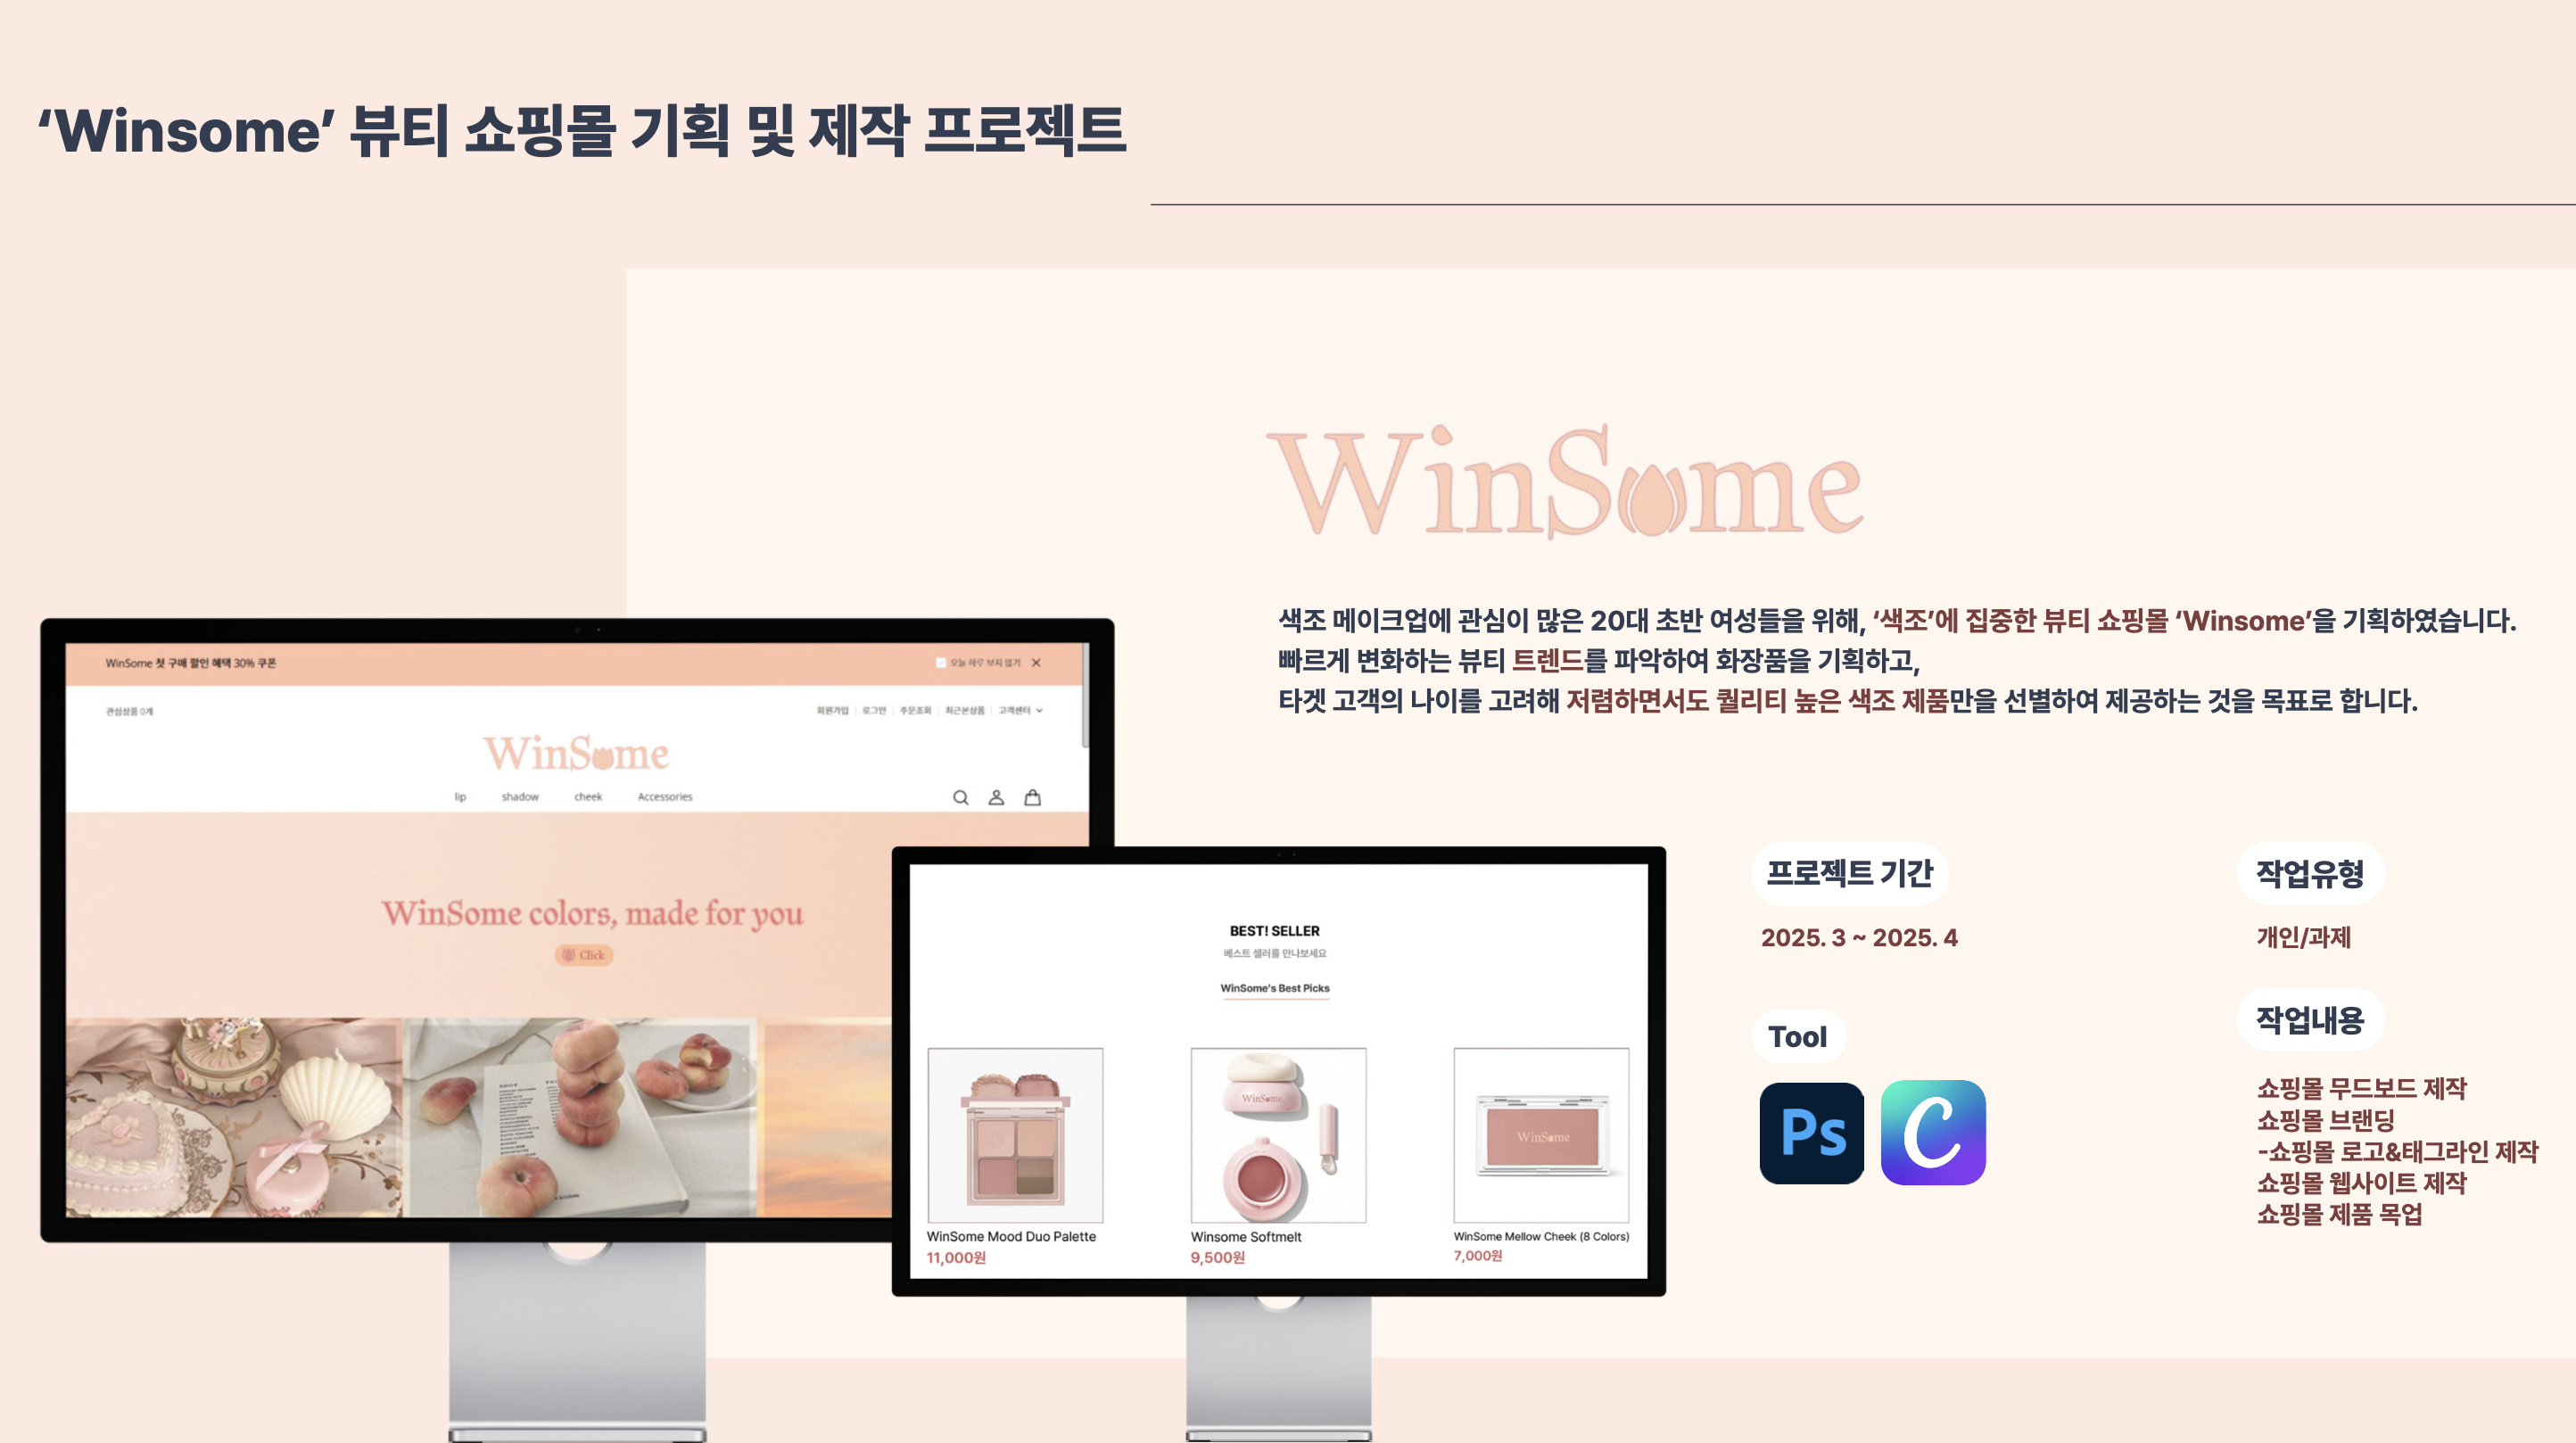 ‘Winsome’ 뷰티 쇼핑몰 기획 및 제작 프로젝트
WinSome
색조 메이크업에 관심이 많은 20대 초반 여성들을 위해, ‘색조’에 집중한 뷰티 쇼핑몰 ‘Winsome’을 기획하였습니다.
빠르게 변화하는 뷰티 트렌드를 파악하여 화장품을 기획하고,
타겟 고객의 나이를 고려해 저렴하면서도 퀄리티 높은 색조 제품만을 선별하여 제공하는 것을 목표로 합니다.
WinSome 첫 구매 할인 혜택 30% 쿠폰
오늘 하루 보지 않기
관심상품 0개
회원가입 로그인 주문조회 최근본상품 고객센터
WinSome
lip shadow cheek Accessories
WinSome colors, made for you
Click
BEST! SELLER
베스트 셀러를 만나보세요
WinSome's Best Picks
WinSome
WinSome
WinSome Mood Duo Palette
11,000원
Winsome Softmelt
9,500원
WinSome Mellow Cheek (8 Colors)
7,000원
프로젝트 기간
2025. 3 ~ 2025. 4
Tool
Ps
C
작업유형
개인/과제
작업내용
쇼핑몰 무드보드 제작
쇼핑몰 브랜딩
-쇼핑몰 로고&태그라인 제작
쇼핑몰 웹사이트 제작
쇼핑몰 제품 목업